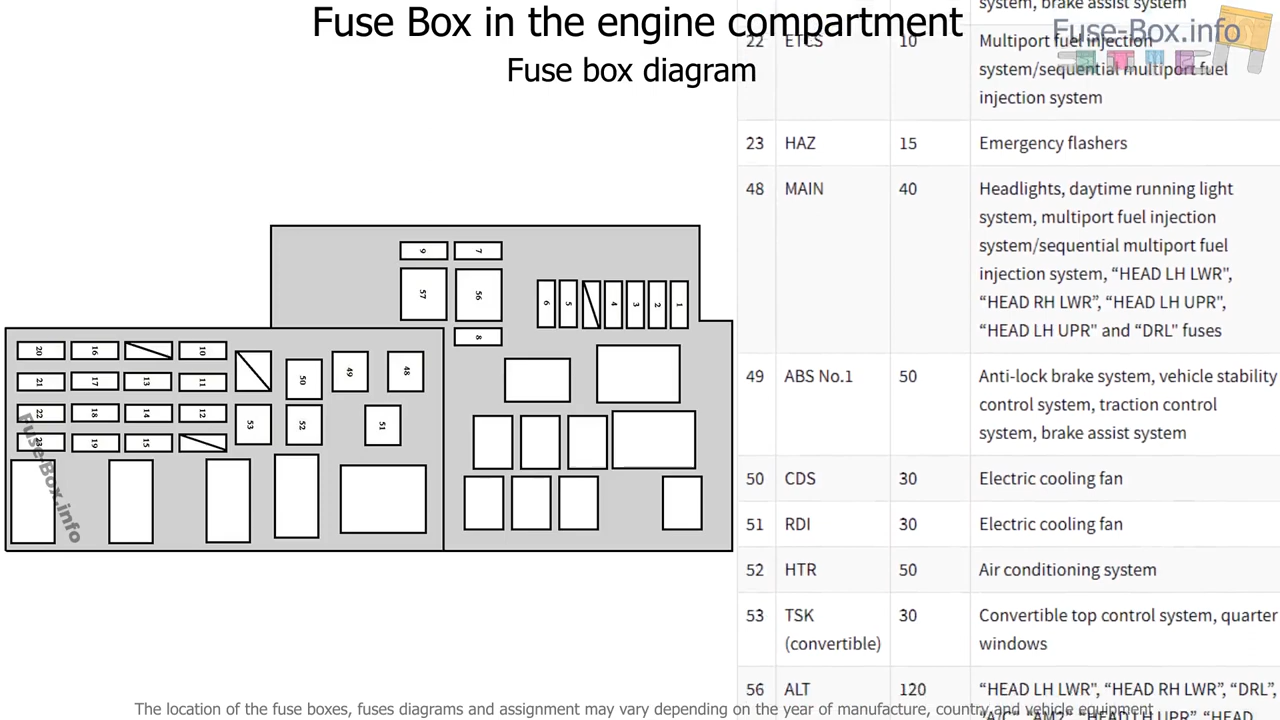 Fuse Box in the engine compartment
Fuse box diagram
Fuse-Box.info
system, brake assist system
22 ETCS 10 Multiport fuel injection
system/sequential multiport fuel
injection system
23 HAZ 15 Emergency flashers
48 MAIN 40 Headlights, daytime running light
system, multiport fuel injection
system/sequential multiport fuel
injection system, “HEAD LH LWR",
“HEAD RH LWR”, “HEAD LH UPR",
“HEAD LH UPR" and “DRL” fuses
49 ABS No.1 50 Anti-lock brake system, vehicle stability
control system, traction control
system, brake assist system
50 CDS 30 Electric cooling fan
51 RDI 30 Electric cooling fan
52 HTR 50 Air conditioning system
53 TSK 30 Convertible top control system, quarter
(convertible) windows
56 ALT 120 “HEAD LH LWR”, “HEAD RH LWR”, “DRL”,
“A/C”, “AM2”, “HEAD LH UPR”, “HEAD
9 7
57 56
6 5 4 3 2 1
8
20 16 10
21 17 13 11
22 18 14 12
23 19 15
50 49 48
53 52 51
Fuse-Box.info
The location of the fuse boxes, fuses diagrams and assignment may vary depending on the year of manufacture, country and vehicle equipment